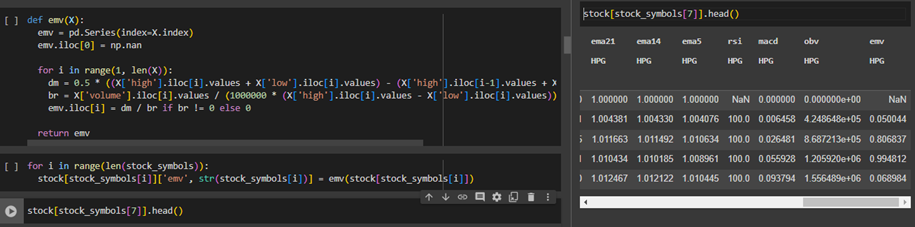 [ ] def emv(X):
emv = pd.Series(index=X.index)
emv.iloc[0] = np.nan
for i in range(1, len(X)):
dm = 0.5 * ((X['high'].iloc[i].values + X['low'].iloc[i].values) - (X['high'].iloc[i-1].values + X
br = X['volume'].iloc[i].values / (1000000 * (X['high'].iloc[i].values - X['low'].iloc[i].values))
emv.iloc[i] = dm / br if br != 0 else 0
return emv
[ ] for i in range(len(stock_symbols)):
stock[stock_symbols[i]]['emv', str(stock_symbols[i])] = emv(stock[stock_symbols[i]])
stock[stock_symbols[7]].head()
stock[stock_symbols[7]].head()
ema21 ema14 ema5 rsi macd obv emv
HPG HPG HPG HPG HPG HPG HPG
1.000000 1.000000 1.000000 NaN 0.000000 0.000000e+00 NaN
1.004381 1.004330 1.004076 100.0 0.006458 4.248648e+05 0.050044
1.011663 1.011492 1.010634 100.0 0.026481 8.687213e+05 0.806837
1.010434 1.010185 1.008961 100.0 0.055928 1.205920e+06 0.994812
1.012467 1.012122 1.010445 100.0 0.093794 1.556489e+06 0.068984